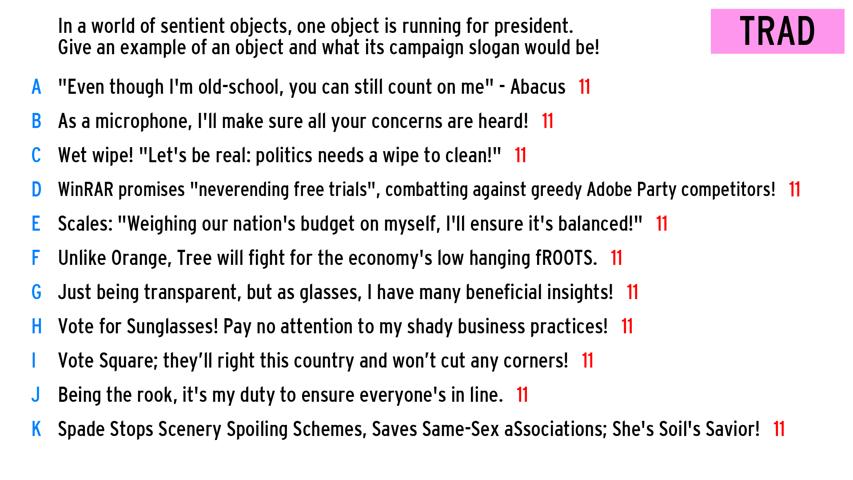 In a world of sentient objects, one object is running for president.
Give an example of an object and what its campaign slogan would be!
TRAD
A "Even though I'm old-school, you can still count on me" - Abacus 11
B As a microphone, I'll make sure all your concerns are heard! 11
C Wet wipe! "Let's be real: politics needs a wipe to clean!" 11
D WinRAR promises "neverending free trials", combatting against greedy Adobe Party competitors! 11
E Scales: "Weighing our nation's budget on myself, I'll ensure it's balanced!" 11
F Unlike Orange, Tree will fight for the economy's low hanging fROOTS. 11
G Just being transparent, but as glasses, I have many beneficial insights! 11
H Vote for Sunglasses! Pay no attention to my shady business practices! 11
I Vote Square; they’ll right this country and won’t cut any corners! 11
J Being the rook, it's my duty to ensure everyone's in line. 11
K Spade Stops Scenery Spoiling Schemes, Saves Same-Sex aSsociations; She's Soil's Savior! 11